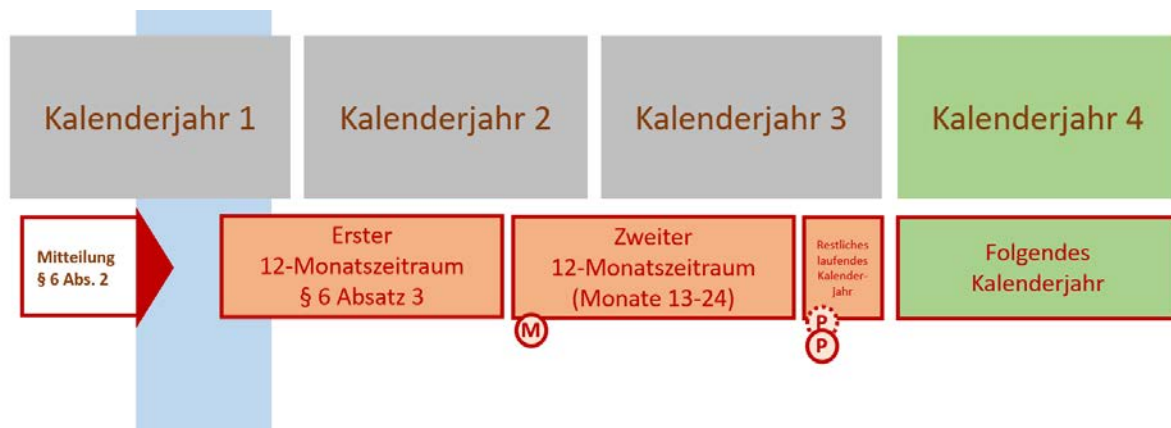 Kalenderjahr 1
Kalenderjahr 2
Kalenderjahr 3
Kalenderjahr 4
Mitteilung
§ 6 Abs. 2
Erster
12-Monatszeitraum
§ 6 Absatz 3
Zweiter
12-Monatszeitraum
(Monate 13-24)
Restliches
laufendes
Kalender-
Jahr
Folgendes
Kalenderjahr
M
P
P